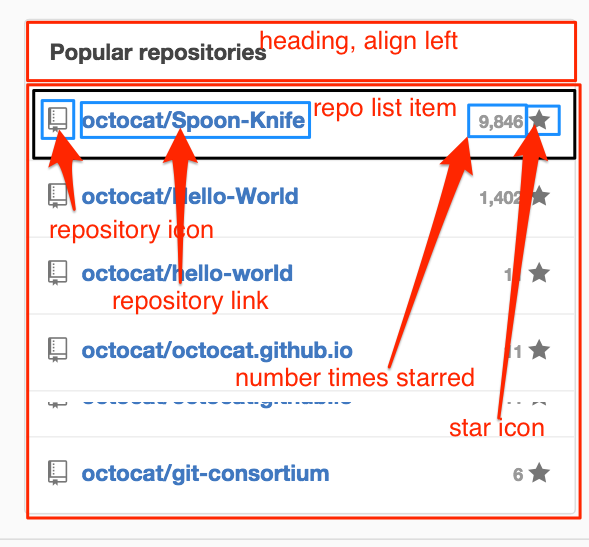 Popular repositories
heading, align left
repo list item
octocat/Spoon-Knife 9,846
octocat/Hello-World 1,402
repository icon
octocat/hello-world
repository link
octocat/octocat.github.io 11
number times starred
star icon
octocat/git-consortium 6